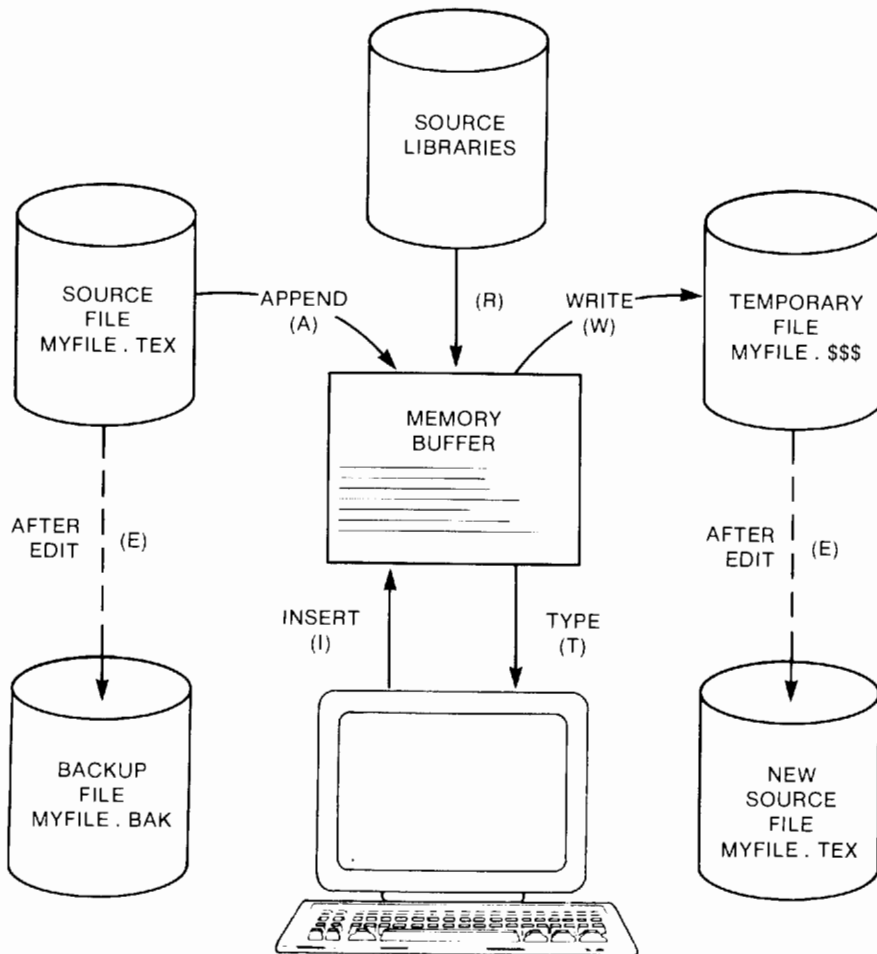 SOURCE
LIBRARIES
SOURCE
FILE
MYFILE . TEX
APPEND
(A)
(R)
WRITE
(W)
TEMPORARY
FILE
MYFILE . $$$
MEMORY
BUFFER
AFTER
EDIT
(E)
AFTER
EDIT
(E)
INSERT
(I)
TYPE
(T)
BACKUP
FILE
MYFILE . BAK
NEW
SOURCE
FILE
MYFILE . TEX